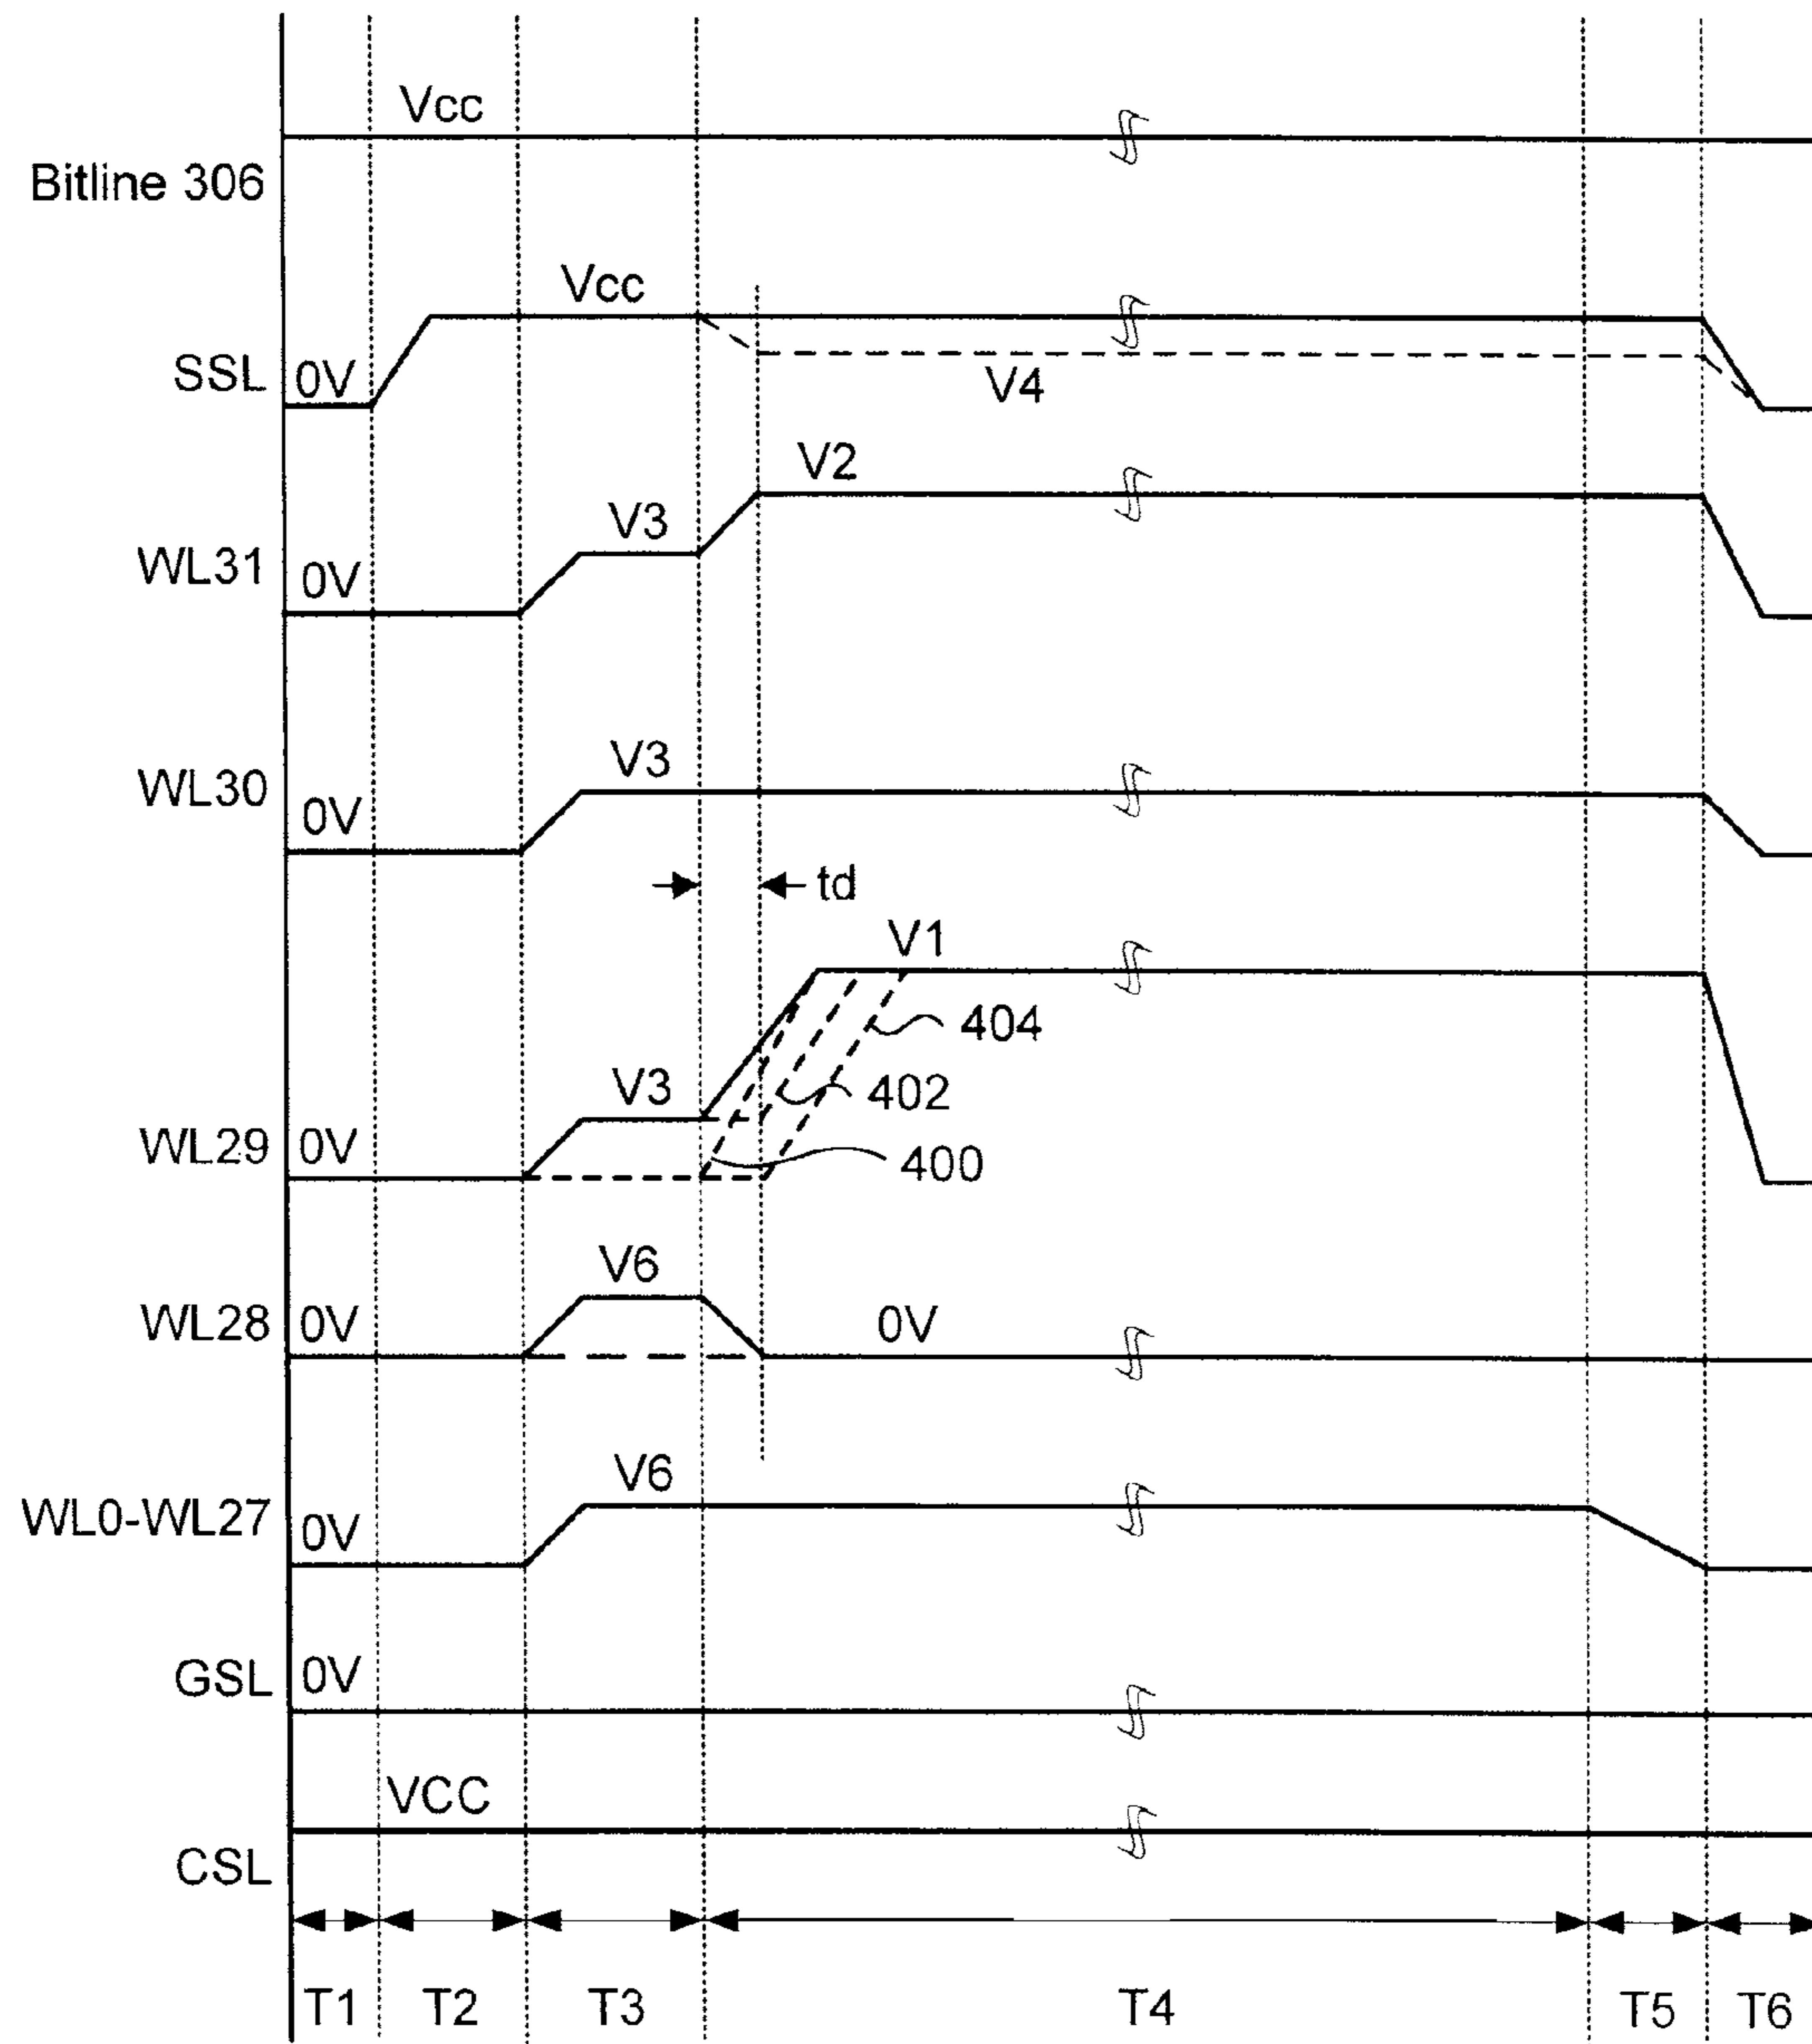 Vcc
Bitline 306
Vcc
SSL 0V
V4
V2
V3
WL31 0V
V3
WL30 0V
td
V1
404
V3 402
WL29 0V
400
V6
WL28 0V 0V
V6
WL0-WL27 0V
GSL 0V
VCC
CSL
T1 T2 T3 T4 T5 T6